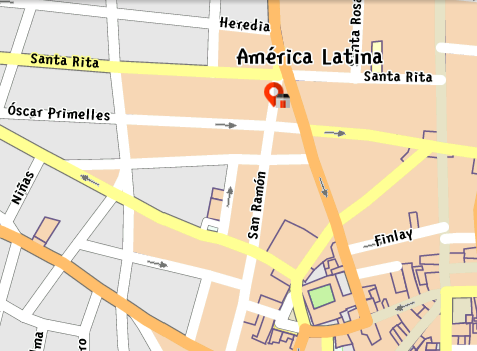 Heredia
Santa Rosa
América Latina
Santa Rita
Santa Rita
Óscar Primelles
Niñas
San Ramón
Finlay